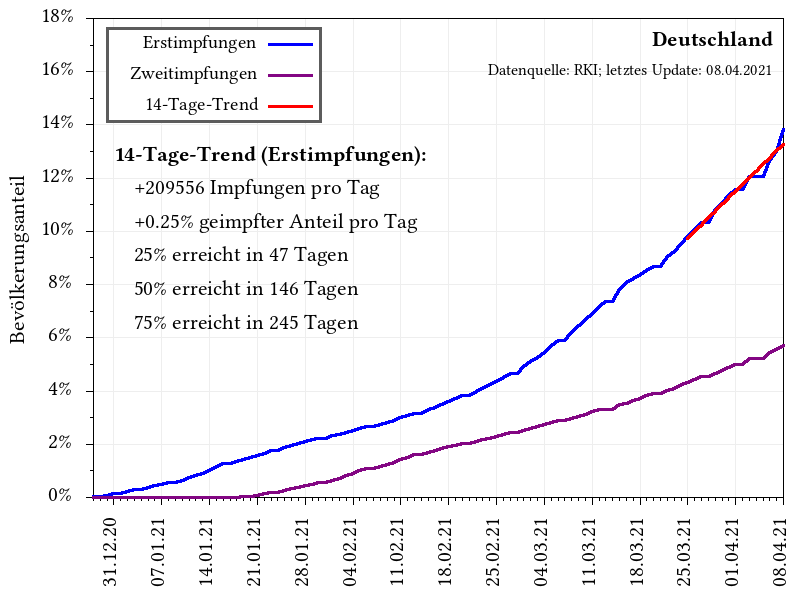 18%
16%
14%
12%
10%
8%
6%
4%
2%
0%
Bevölkerungsanteil
Erstimpfungen
Zweitimpfungen
14-Tage-Trend
Deutschland
Datenquelle: RKI; letztes Update: 08.04.2021
14-Tage-Trend (Erstimpfungen):
+209556 Impfungen pro Tag
+0.25% geimpfter Anteil pro Tag
25% erreicht in 47 Tagen
50% erreicht in 146 Tagen
75% erreicht in 245 Tagen
31.12.20
07.01.21
14.01.21
21.01.21
28.01.21
04.02.21
11.02.21
18.02.21
25.02.21
04.03.21
11.03.21
18.03.21
25.03.21
01.04.21
08.04.21